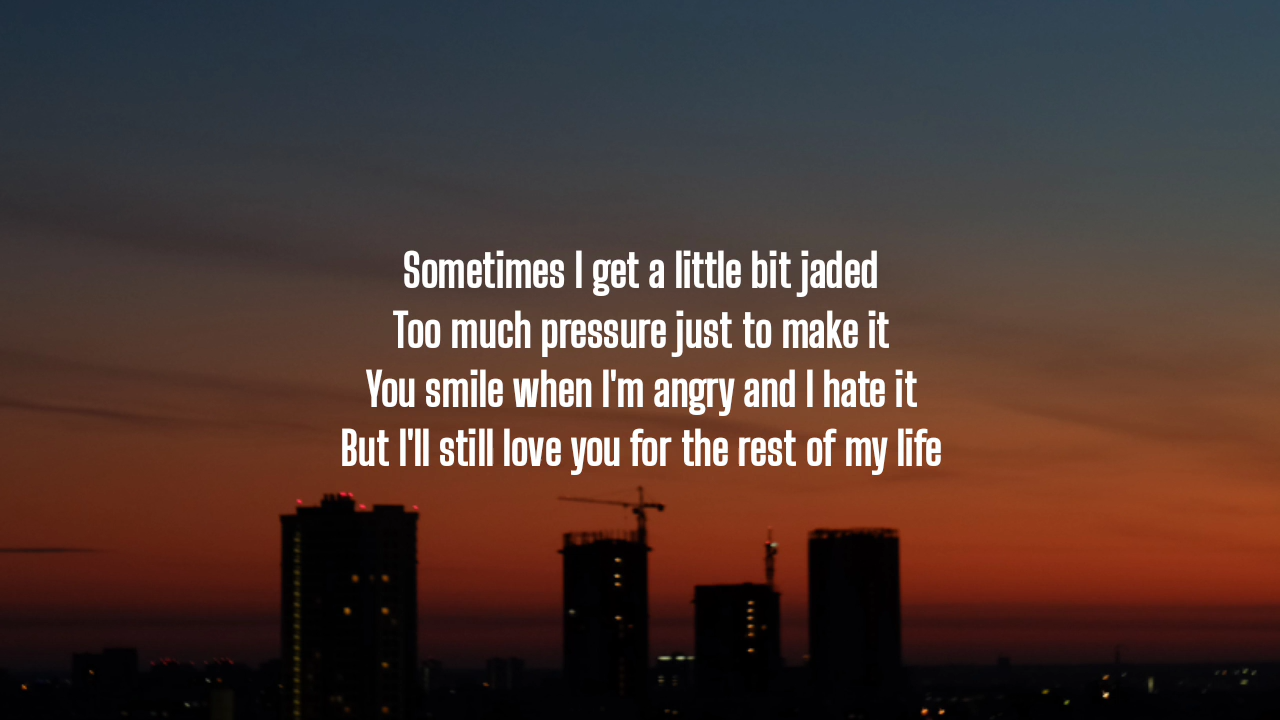 Sometimes I get a little bit jaded
Too much pressure just to make it
You smile when I'm angry and I hate it
But I'll still love you for the rest of my life